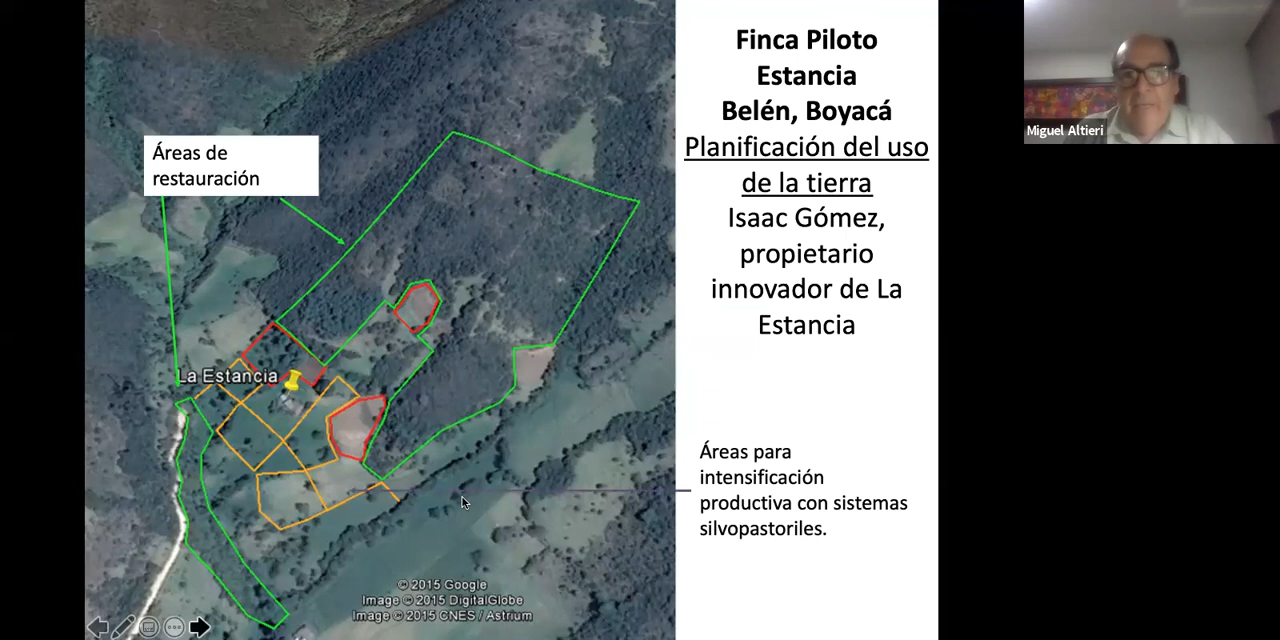 Finca Piloto
Estancia
Belén, Boyacá
Planificación del uso
de la tierra
Isaac Gómez,
propietario
innovador de La
Estancia
Áreas de
restauración
La Estancia
Áreas para
intensificación
productiva con sistemas
silvopastoriles.
© 2015 Google
Image © 2015 DigitalGlobe
Image © 2015 CNES / Astrium
Miguel Altieri